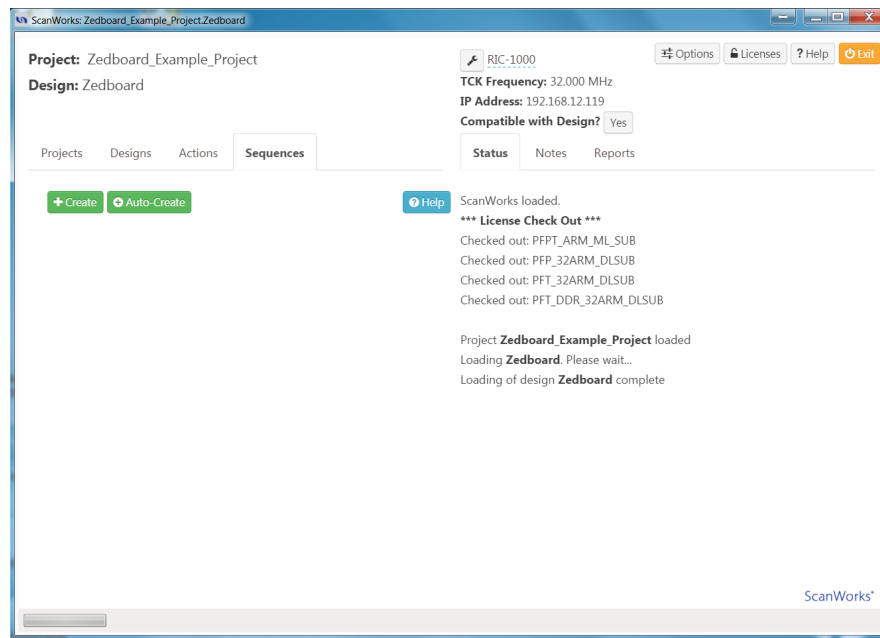 ScanWorks: Zedboard_Example_Project.Zedboard
Project: Zedboard_Example_Project
Design: Zedboard
RIC-1000
Options
Licenses
? Help
Exit
TCK Frequency: 32.000 MHz
IP Address: 192.168.12.119
Compatible with Design? Yes
Projects Designs Actions Sequences
Status Notes Reports
Create Auto-Create Help
ScanWorks loaded.
*** License Check Out ***
Checked out: PFPT_ARM_ML_SUB
Checked out: PFP_32ARM_DLSUB
Checked out: PFT_32ARM_DLSUB
Checked out: PFT_DDR_32ARM_DLSUB
Project Zedboard_Example_Project loaded
Loading Zedboard. Please wait...
Loading of design Zedboard complete
ScanWorks®